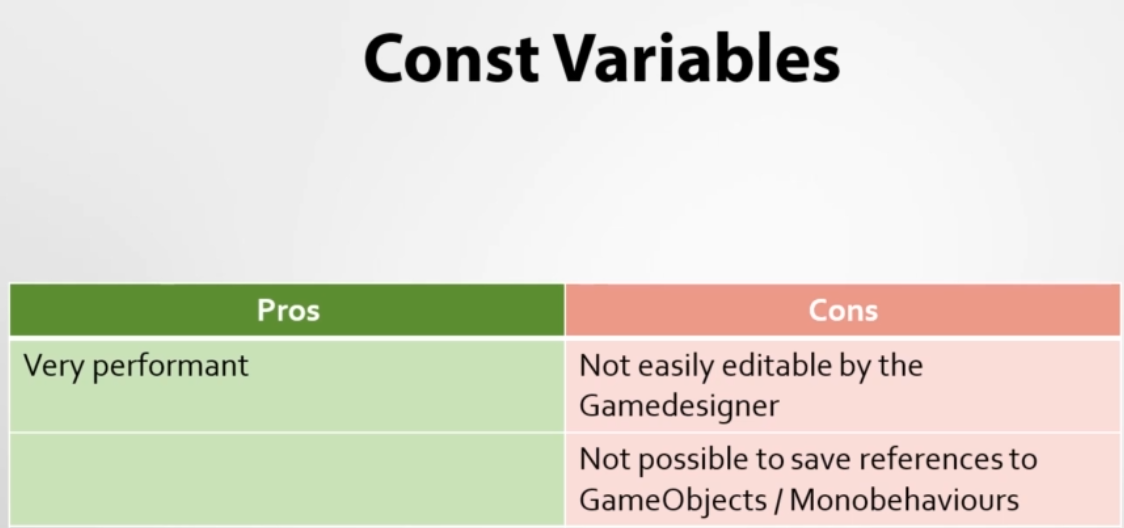 Const Variables
Pros
Cons
Very performant
Not easily editable by the
Gamedesigner
Not possible to save references to
GameObjects / Monobehaviours